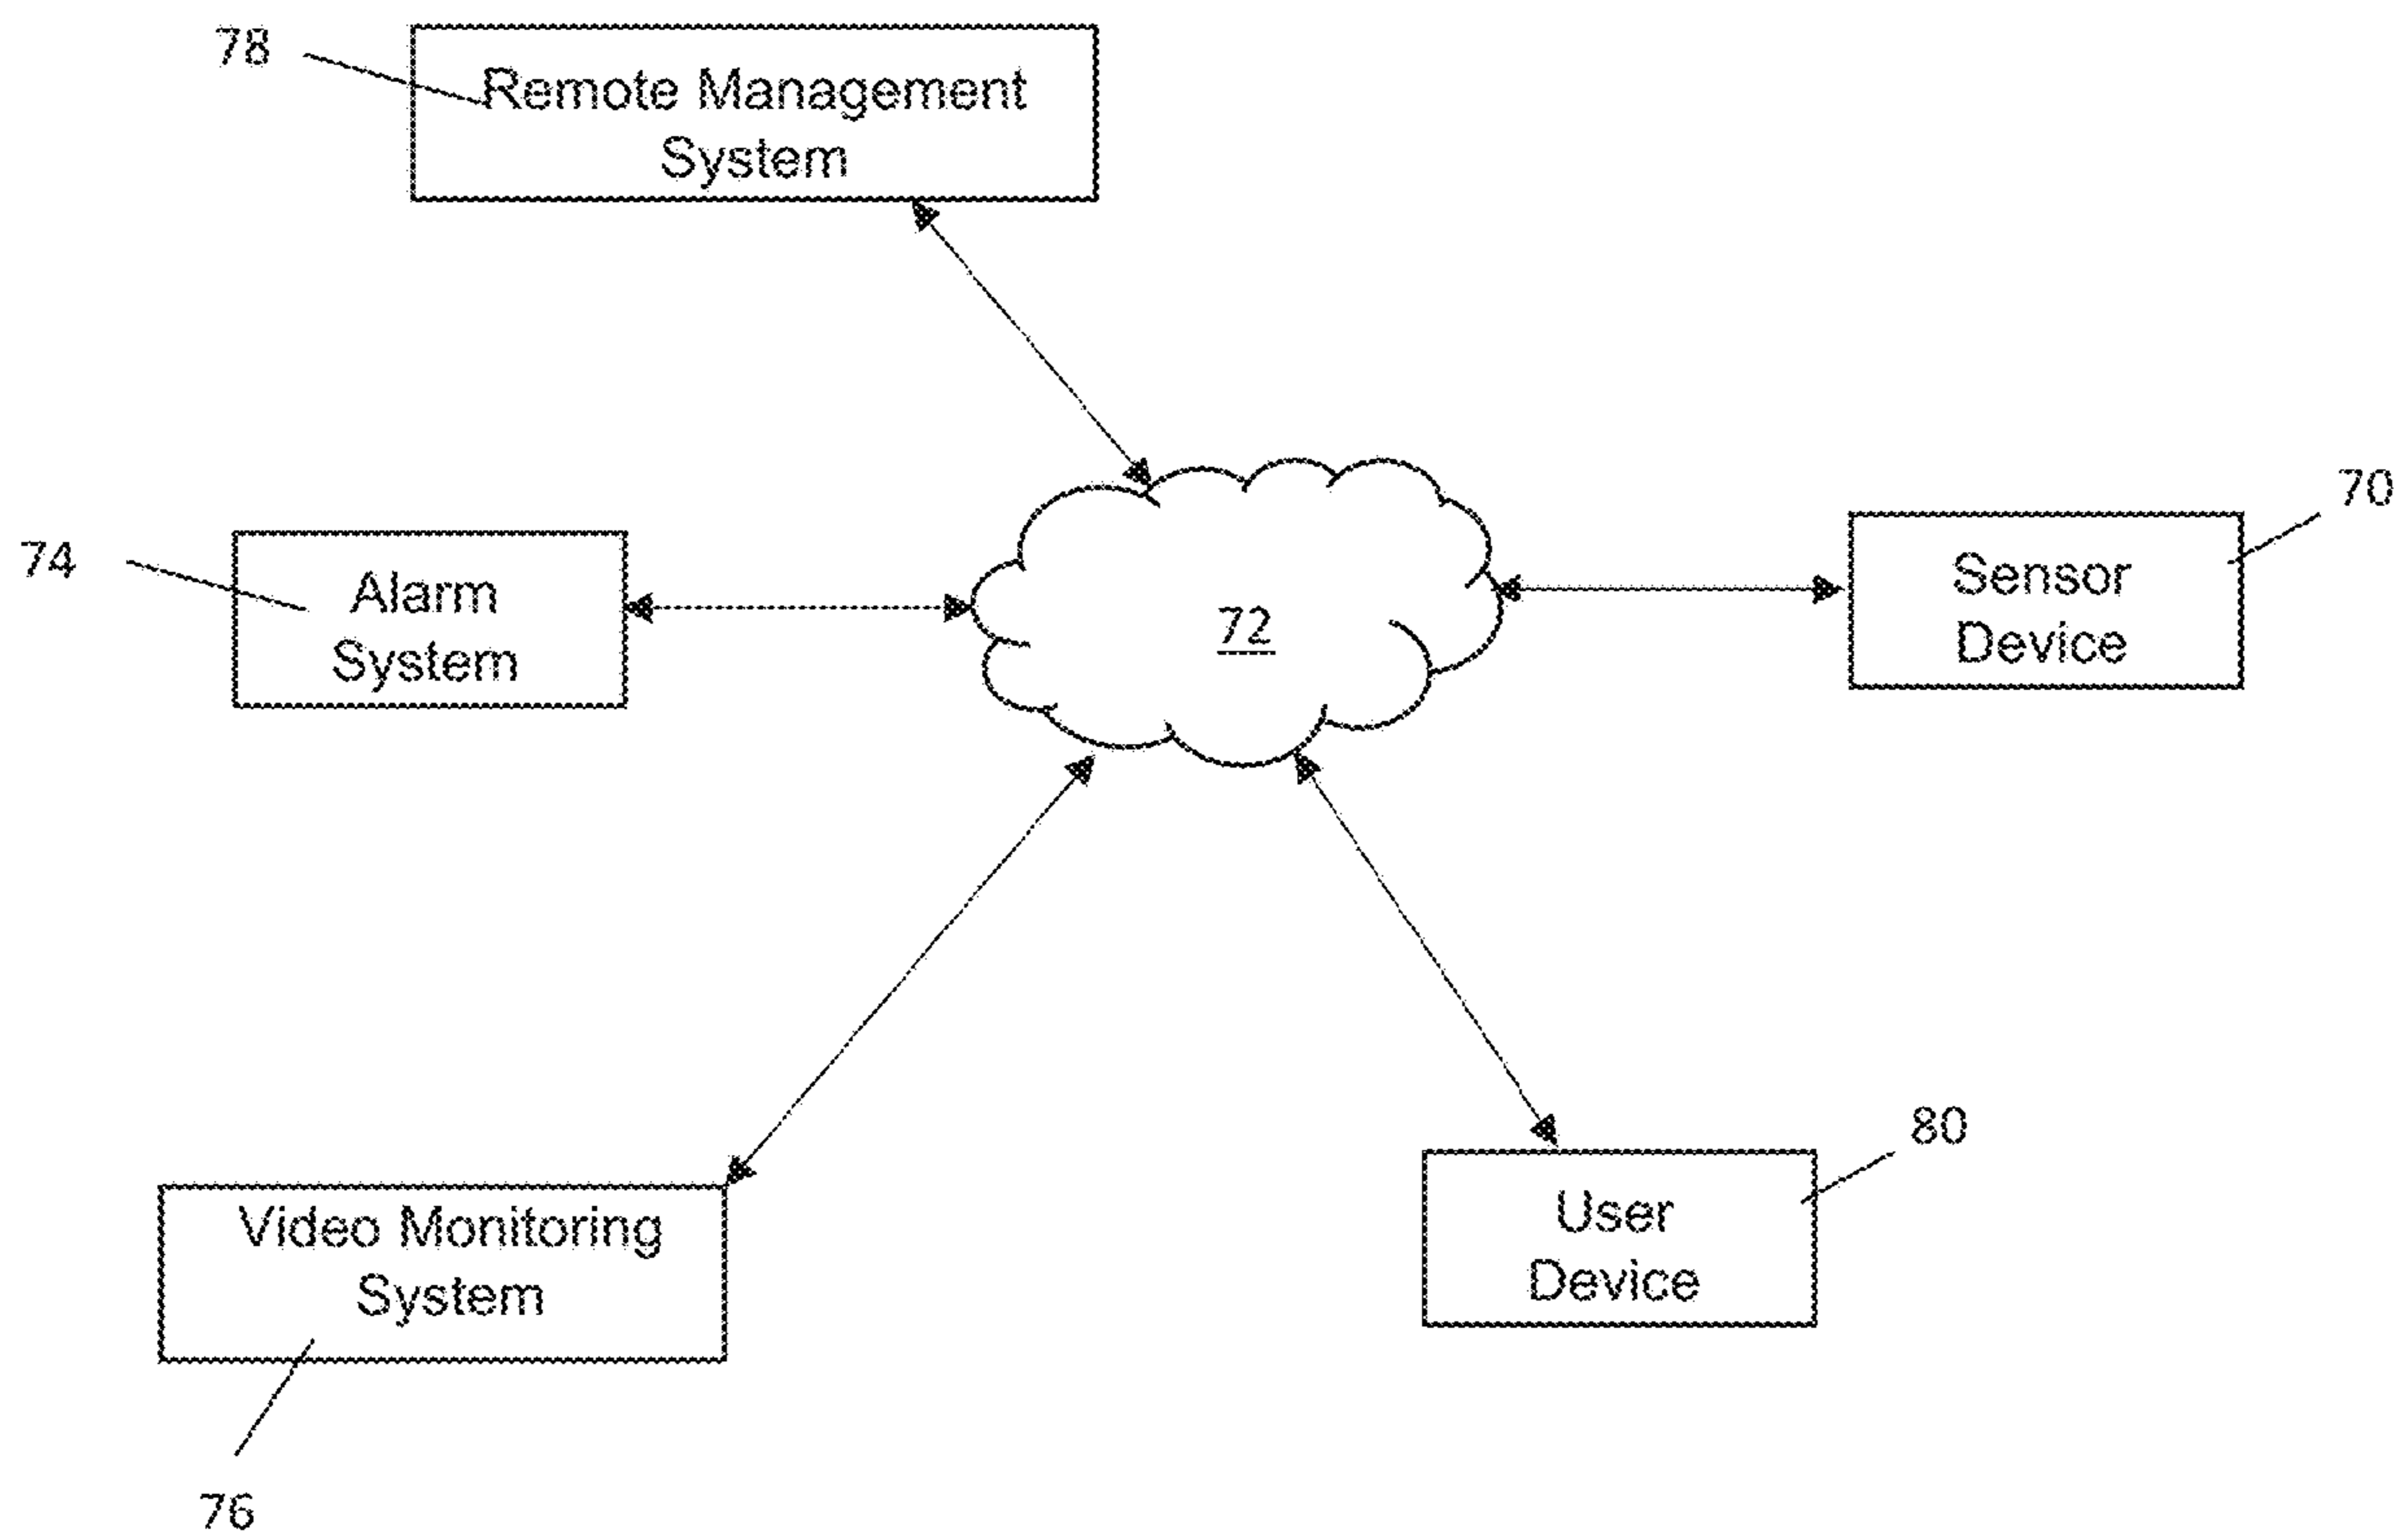 78
Remote Management
System
70
74
Alarm
System
72
Sensor
Device
80
Video Monitoring
System
User
Device
76